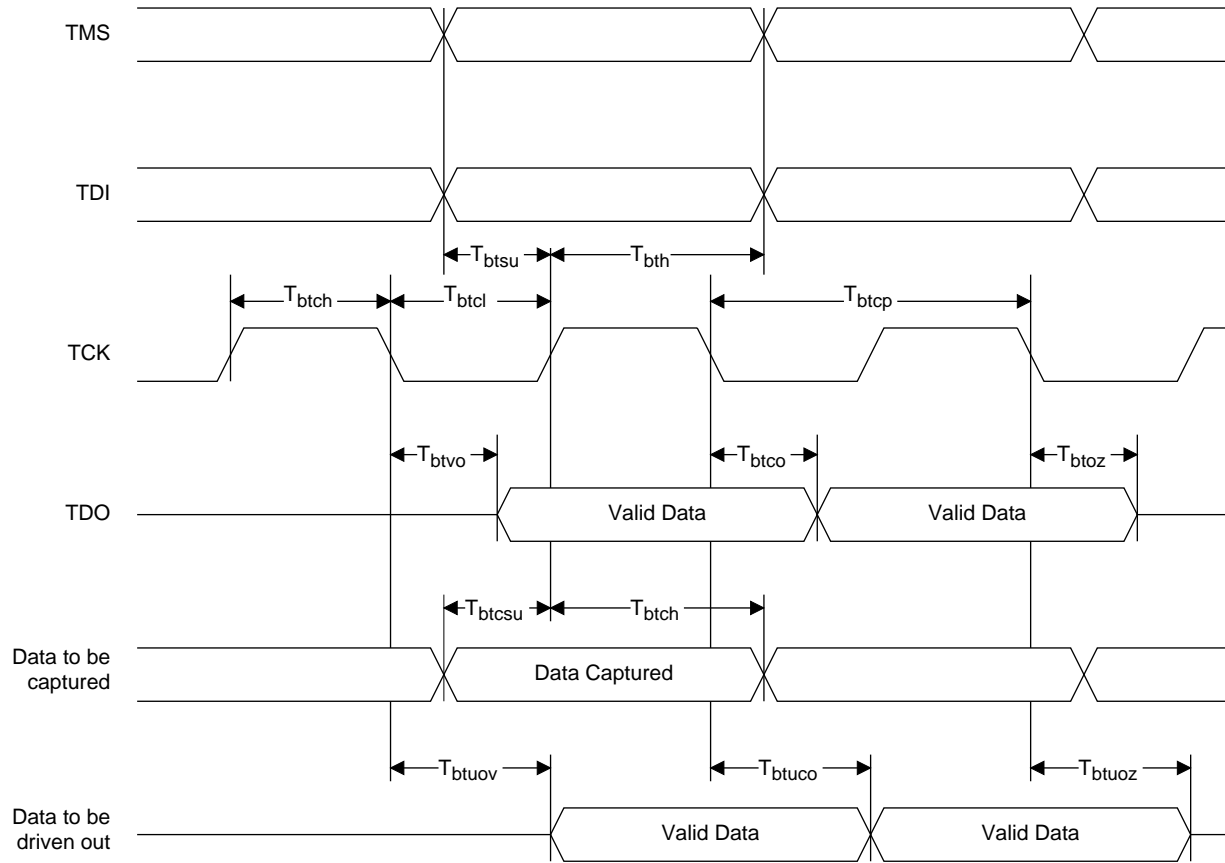 TMS
TDI
Tbtsu
Tbth
Tbtch
Tbtcl
Tbtcp
TCK
Tbtvo
Tbtco
Tbtoz
TDO
Valid Data
Valid Data
Tbtcsu
Tbtch
Data to be
captured
Data Captured
Tbtuov
Tbtuco
Tbtuoz
Data to be
driven out
Valid Data
Valid Data